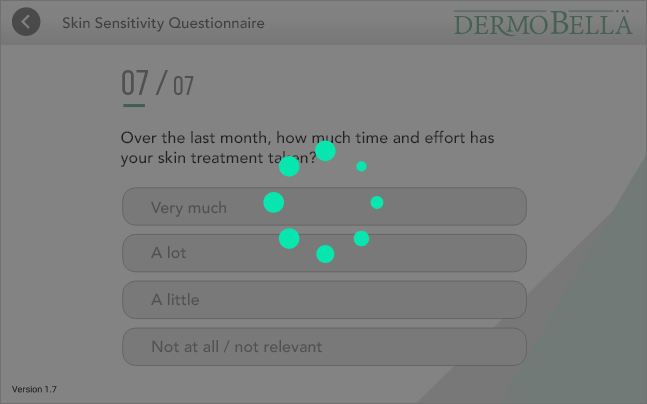 Skin Sensitivity Questionnaire
DERMOBELLA
07 / 07
Over the last month, how much time and effort has
your skin treatment taken?
Very much
A lot
A little
Not at all / not relevant
Version 1.7